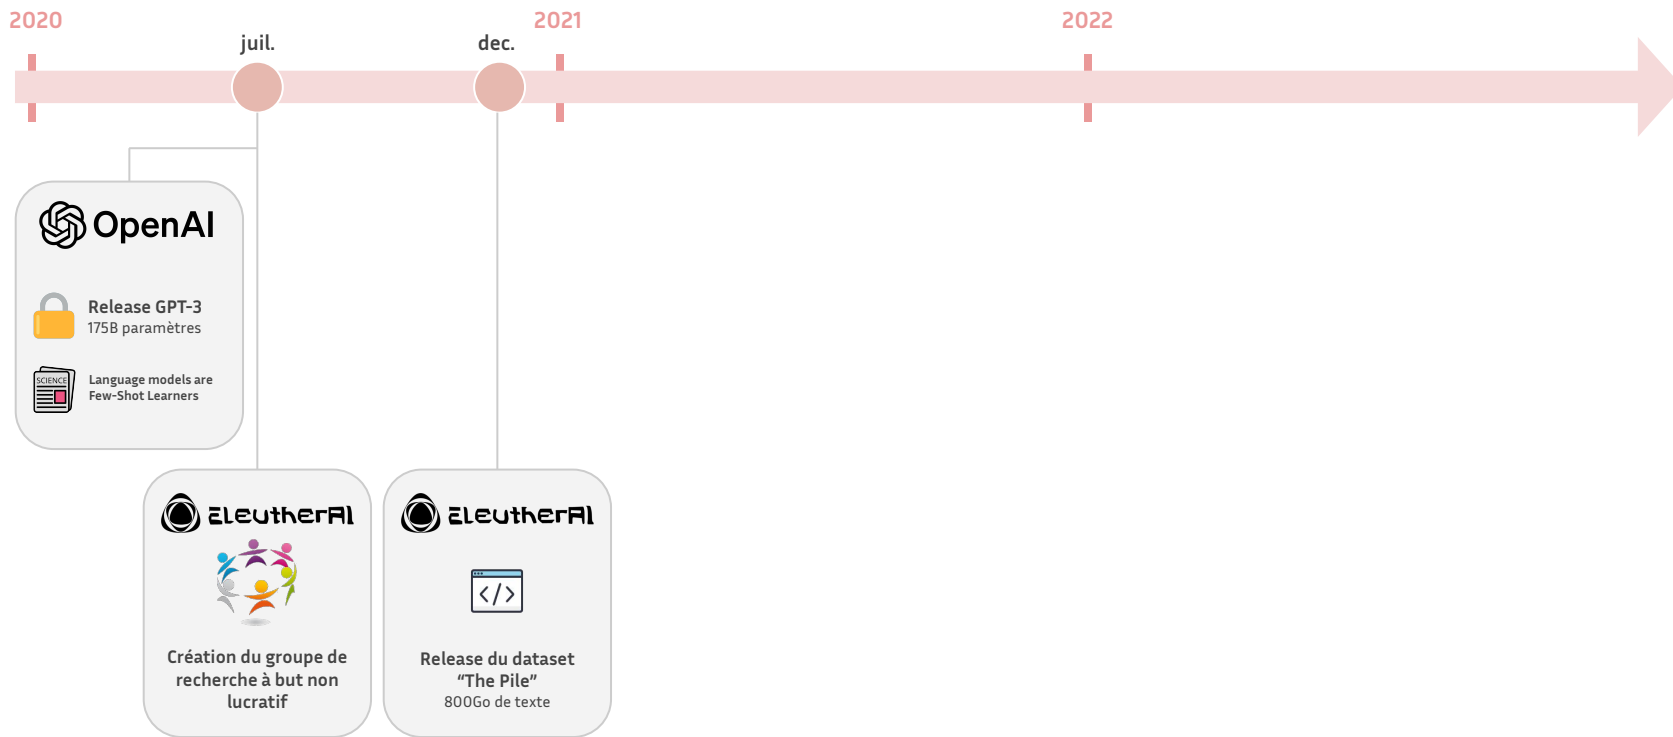 2020
2021
2022
juil.
dec.
OpenAI
Release GPT-3
175B paramètres
SCIENCE
Language models are
Few-Shot Learners
EleutherAI
Création du groupe de
recherche à but non
lucratif
EleutherAI
</>
Release du dataset
“The Pile”
800Go de texte